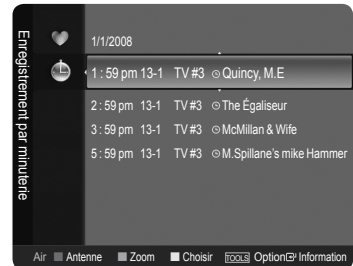 Enregistrement par minuterie
1/1/2008
1 : 59 pm 13-1 TV #3 Quincy, M.E
2 : 59 pm 13-1 TV #3 The Égaliseur
3 : 59 pm 13-1 TV #3 McMillan & Wife
5 : 59 pm 13-1 TV #3 M.Spillane's mike Hammer
Air Antenne Zoom Choisir TOOLS Option Information